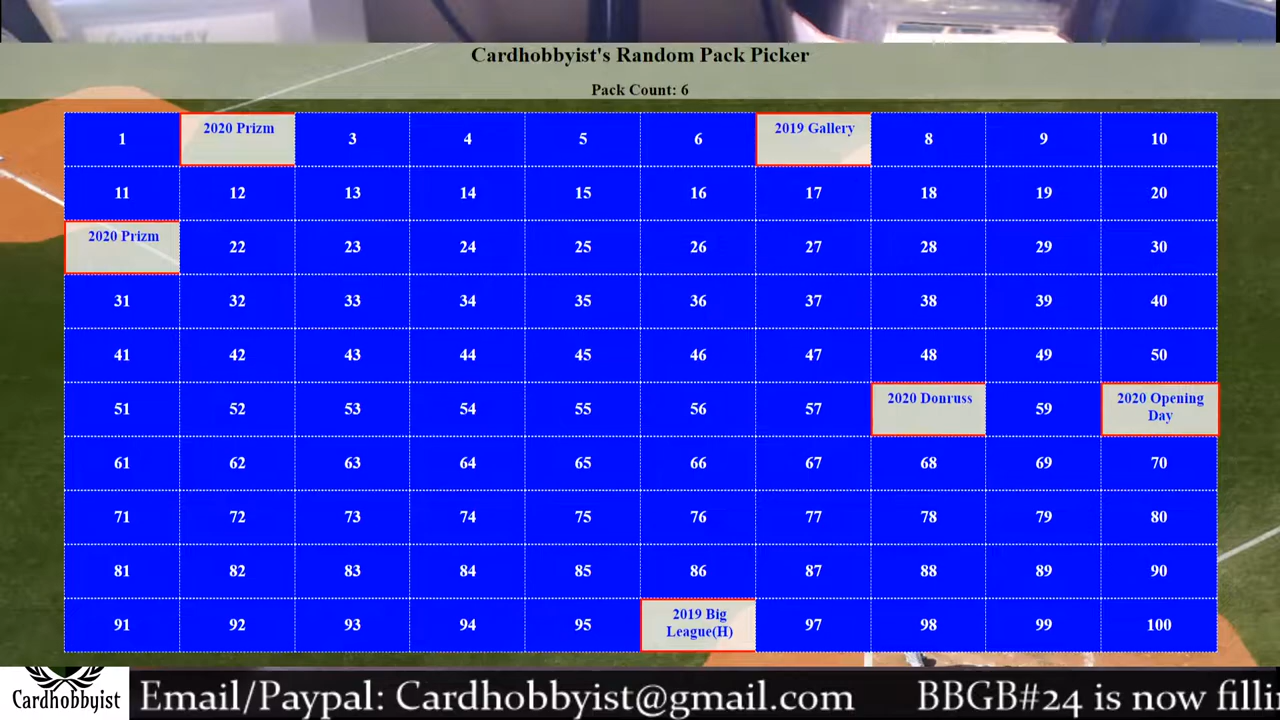 Cardhobbyist's Random Pack Picker
Pack Count: 6
1 2020 Prizm 3 4 5 6 2019 Gallery 8 9 10
11 12 13 14 15 16 17 18 19 20
2020 Prizm 22 23 24 25 26 27 28 29 30
31 32 33 34 35 36 37 38 39 40
41 42 43 44 45 46 47 48 49 50
51 52 53 54 55 56 57 2020 Donruss 59 2020 Opening
Day
61 62 63 64 65 66 67 68 69 70
71 72 73 74 75 76 77 78 79 80
81 82 83 84 85 86 87 88 89 90
91 92 93 94 95 2019 Big
League(H) 97 98 99 100
Cardhobbyist
Email/Paypal: Cardhobbyist@gmail.com BBGB#24 is now filli